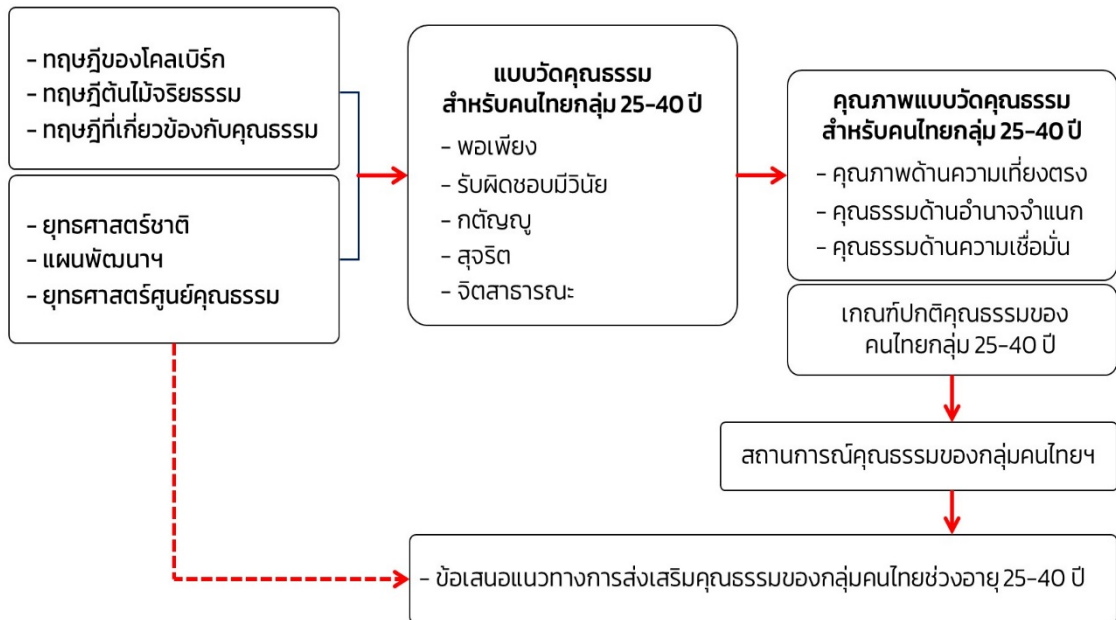 - ทฤษฎีของโคลเบิร์ก
- ทฤษฎีต้นไม้จริยธรรม
- ทฤษฎีที่เกี่ยวข้องกับคุณธรรม
- ยุทธศาสตร์ชาติ
- แผนพัฒนาฯ
- ยุทธศาสตร์ศูนย์คุณธรรม
แบบวัดคุณธรรม
สำหรับคนไทยกลุ่ม 25-40 ปี
- พอเพียง
- รับผิดชอบมีวินัย
- กตัญญู
- สุจริต
- จิตสาธารณะ
คุณภาพแบบวัดคุณธรรม
สำหรับคนไทยกลุ่ม 25-40 ปี
- คุณภาพด้านความเที่ยงตรง
- คุณธรรมด้านอำนาจจำแนก
- คุณธรรมด้านความเชื่อมั่น
เกณฑ์ปกติคุณธรรมของ
คนไทยกลุ่ม 25-40 ปี
สถานการณ์คุณธรรมของกลุ่มคนไทยฯ
- ข้อเสนอแนวทางการส่งเสริมคุณธรรมของกลุ่มคนไทยช่วงอายุ 25-40 ปี